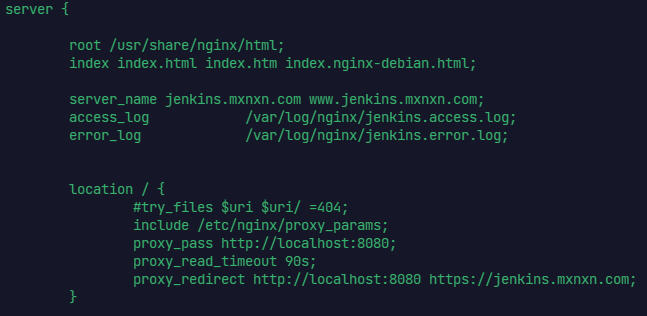 server {
root /usr/share/nginx/html;
index index.html index.htm index.nginx-debian.html;
server_name jenkins.mxnxn.com www.jenkins.mxnxn.com;
access_log /var/log/nginx/jenkins.access.log;
error_log /var/log/nginx/jenkins.error.log;
location / {
#try_files $uri $uri/ =404;
include /etc/nginx/proxy_params;
proxy_pass http://localhost:8080;
proxy_read_timeout 90s;
proxy_redirect http://localhost:8080 https://jenkins.mxnxn.com;
}